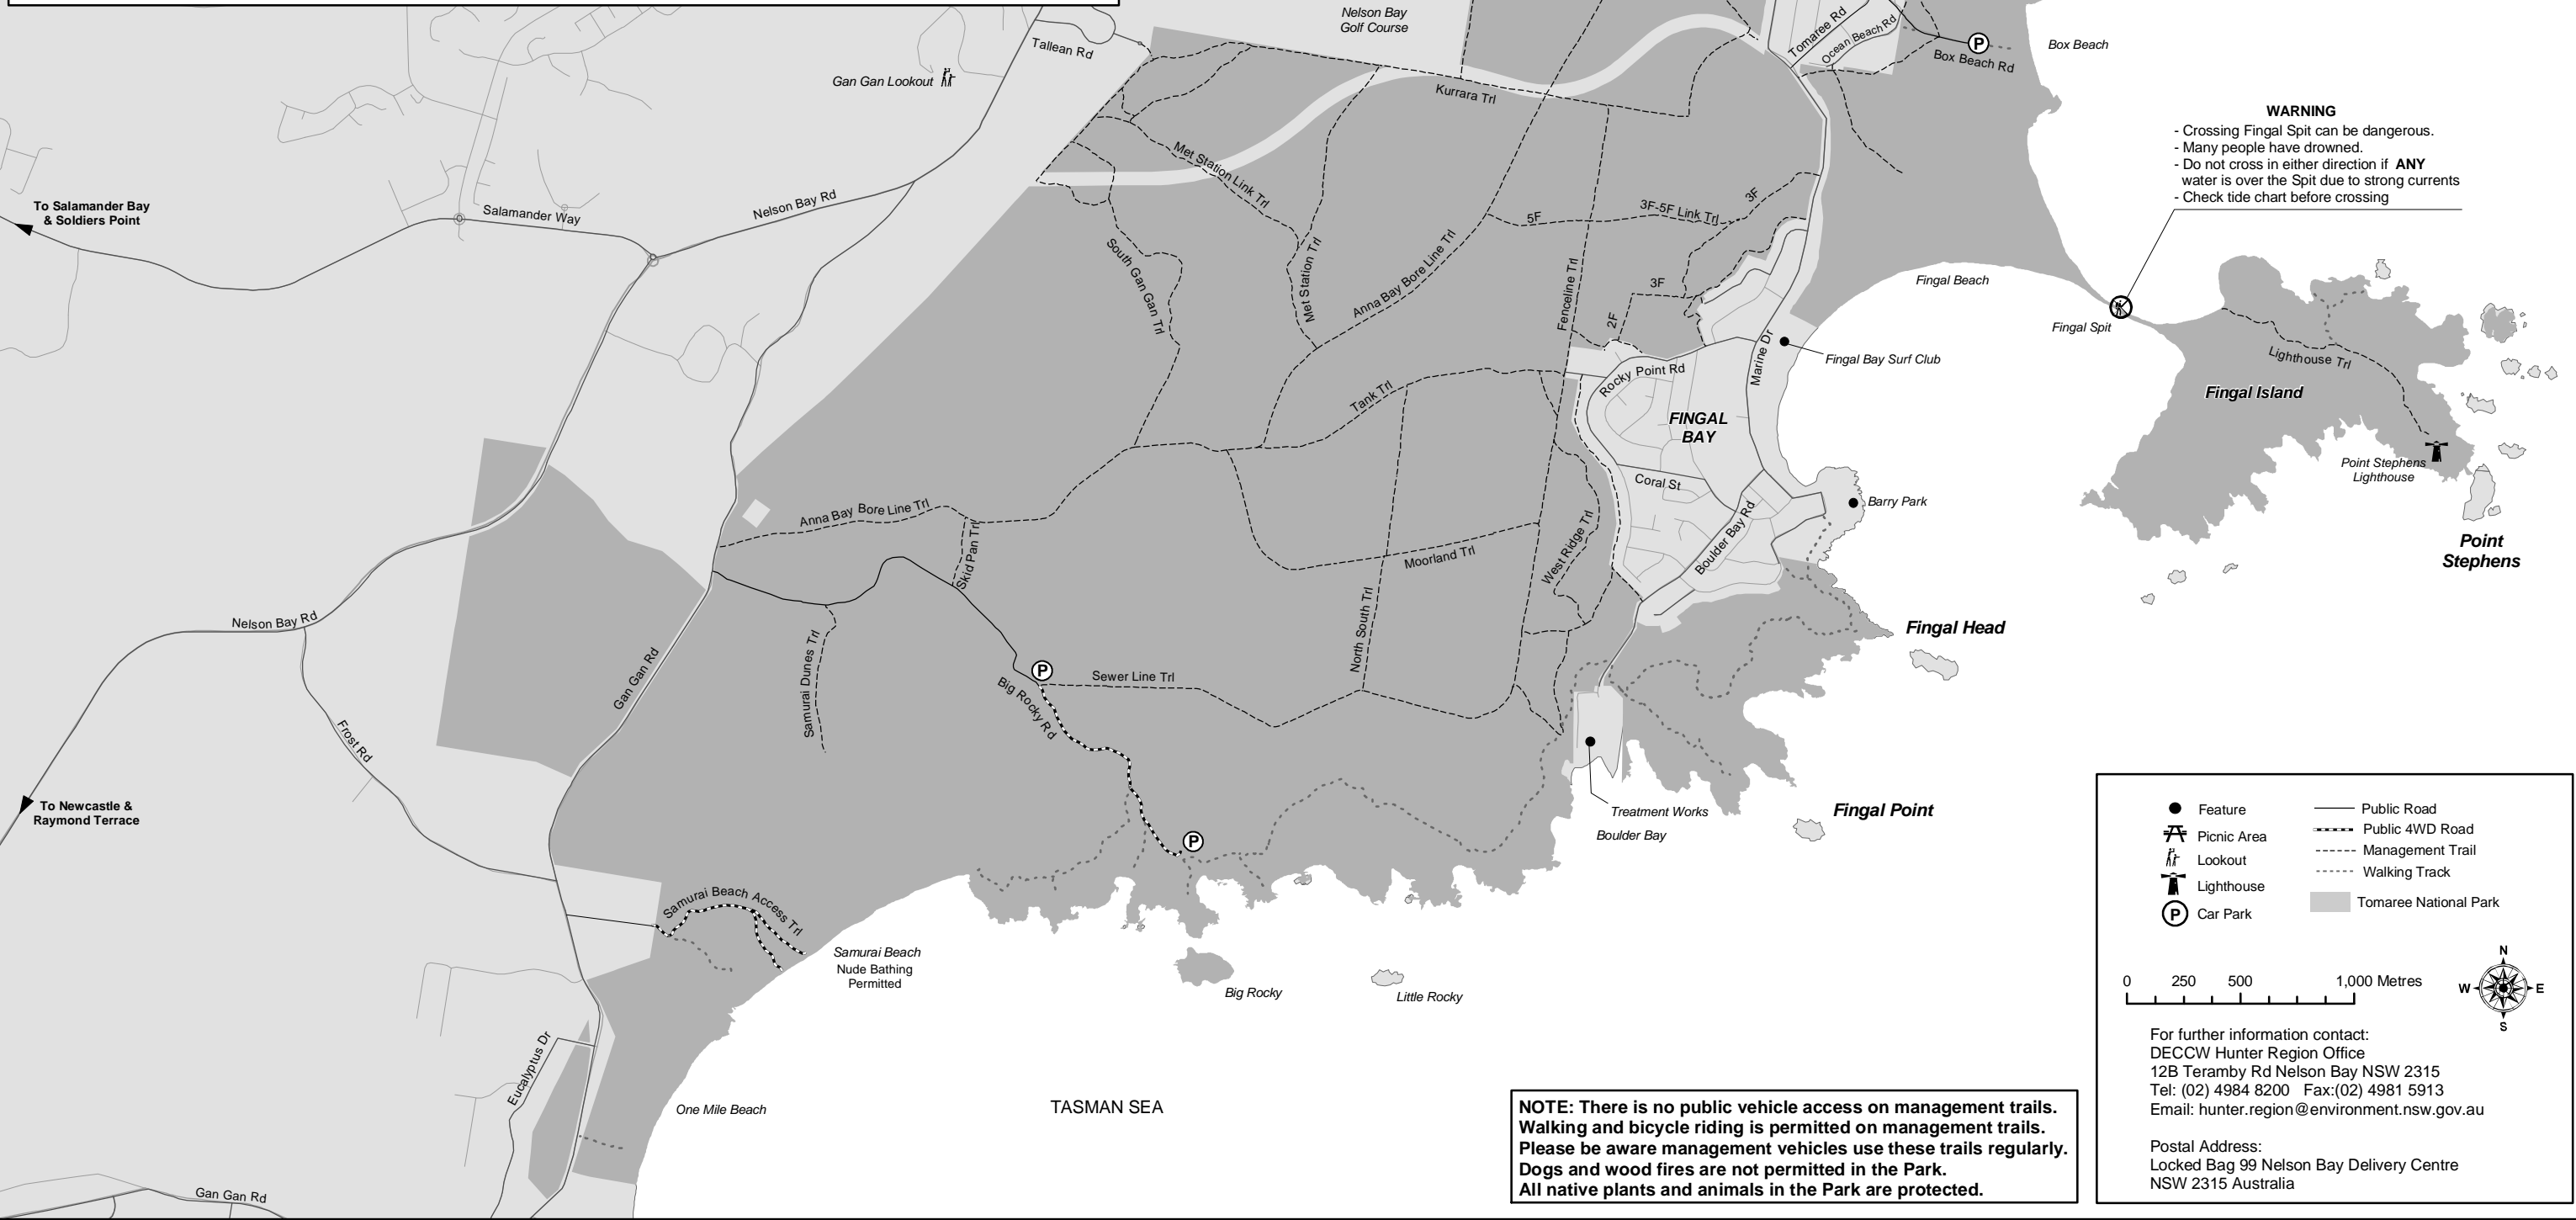 Nelson Bay
Golf Course
Tallean Rd
Gan Gan Lookout
Tomaree Rd
Ocean Beach Rd
P
Box Beach Rd
Box Beach
Kurrara Trl
WARNING
- Crossing Fingal Spit can be dangerous.
- Many people have drowned.
- Do not cross in either direction if ANY
water is over the Spit due to strong currents
- Check tide chart before crossing
To Salamander Bay
& Soldiers Point
Salamander Way
Nelson Bay Rd
Met Station Link Trl
South Gan Gan Trl
Met Station Trl
Anna Bay Bore Line Trl
5F
3F-5F Link Trl
3F
Fenceline Trl
3F
2F
Fingal Beach
Fingal Spit
Marine Dr
Fingal Bay Surf Club
Lighthouse Trl
Fingal Island
Rocky Point Rd
Tank Trl
FINGAL
BAY
Point Stephens
Lighthouse
Coral St
Barry Park
Anna Bay Bore Line Trl
Skid Pan Trl
Moorland Trl
West Ridge Trl
Boulder Bay Rd
Point
Stephens
Nelson Bay Rd
Gan Gan Rd
Samurai Dunes Trl
North South Trl
Fingal Head
P
Sewer Line Trl
Big Rocky Rd
Frost Rd
To Newcastle &
Raymond Terrace
P
Treatment Works
Boulder Bay
Fingal Point
Samurai Beach Access Trl
Samurai Beach
Nude Bathing
Permitted
Big Rocky
Little Rocky
Eucalyptus Dr
One Mile Beach
TASMAN SEA
Gan Gan Rd
NOTE: There is no public vehicle access on management trails.
Walking and bicycle riding is permitted on management trails.
Please be aware management vehicles use these trails regularly.
Dogs and wood fires are not permitted in the Park.
All native plants and animals in the Park are protected.
Feature
Picnic Area
Lookout
Lighthouse
P Car Park
Public Road
Public 4WD Road
Management Trail
Walking Track
Tomaree National Park
0 250 500 1,000 Metres
N
W E
S
For further information contact:
DECCW Hunter Region Office
12B Teramby Rd Nelson Bay NSW 2315
Tel: (02) 4984 8200 Fax:(02) 4981 5913
Email: hunter.region@environment.nsw.gov.au
Postal Address:
Locked Bag 99 Nelson Bay Delivery Centre
NSW 2315 Australia